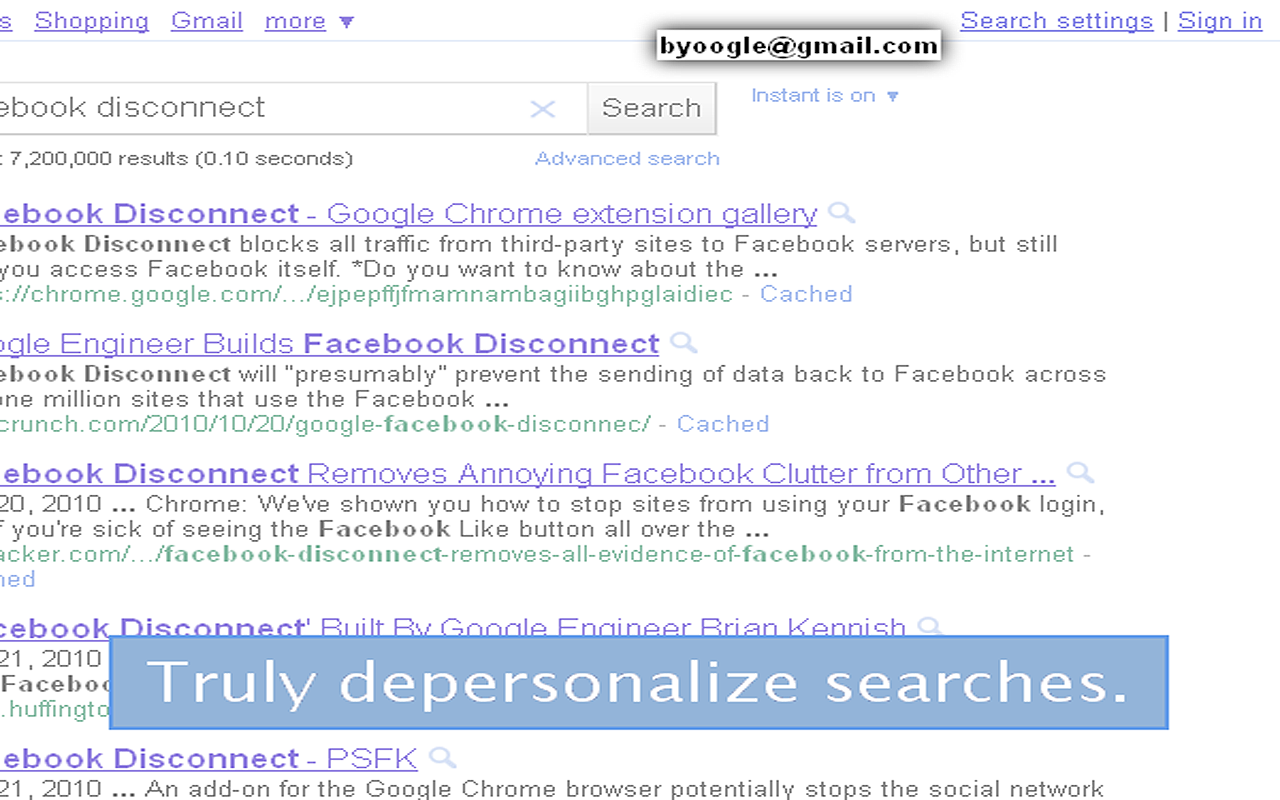 s Shopping Gmail more ▼ Search settings | Sign in
byoogle@gmail.com
ebook disconnect Search Instant is on ▼
: 7,200,000 results (0.10 seconds) Advanced search
ebook Disconnect - Google Chrome extension gallery
ebook Disconnect blocks all traffic from third-party sites to Facebook servers, but still
you access Facebook itself. *Do you want to know about the ...
s://chrome.google.com/.../ejpepffjfmamnambagiibghpglaidiec - Cached
ogle Engineer Builds Facebook Disconnect
ebook Disconnect will "presumably" prevent the sending of data back to Facebook across
one million sites that use the Facebook ...
crunch.com/2010/10/20/google-facebook-disconnec/ - Cached
ebook Disconnect Removes Annoying Facebook Clutter from Other ...
20, 2010 ... Chrome: We've shown you how to stop sites from using your Facebook login,
f you're sick of seeing the Facebook Like button all over the ...
acker.com/.../facebook-disconnect-removes-all-evidence-of-facebook-from-the-internet -
hed
cebook Disconnect' Built By Google Engineer Brian Kennish
21, 2010
Faceboo
.huffingto
Truly depersonalize searches.
ebook Disconnect - PSFK
21, 2010 ... An add-on for the Google Chrome browser potentially stops the social network